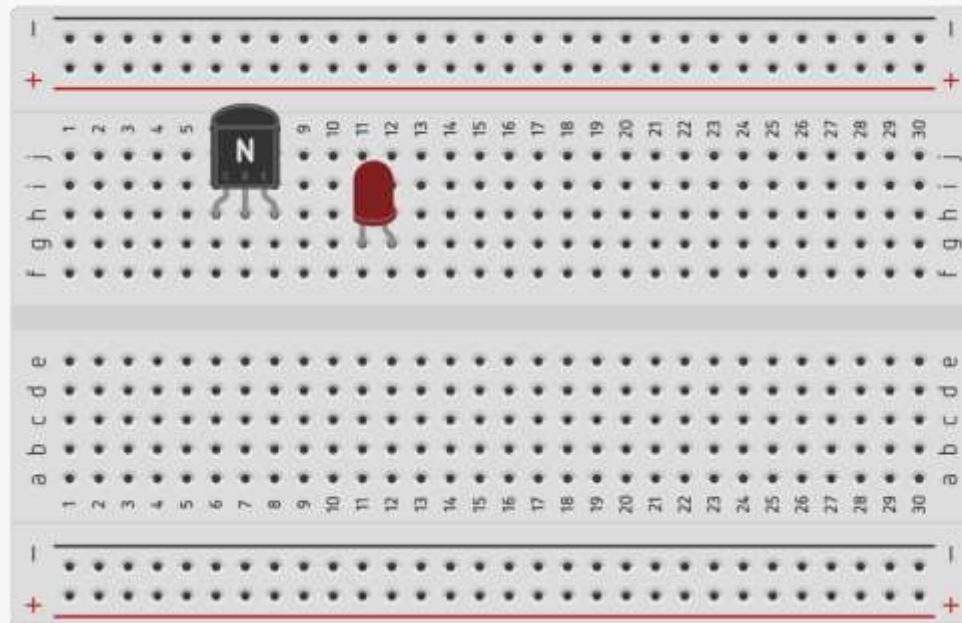 − −
+ +
1 2 3 4 5 9 10 11 12 13 14 15 16 17 18 19 20 21 22 23 24 25 26 27 28 29 30
j N j
i i
h h
g g
f f
e e
d d
c c
b b
a a
1 2 3 4 5 6 7 8 9 10 11 12 13 14 15 16 17 18 19 20 21 22 23 24 25 26 27 28 29 30
− −
+ +